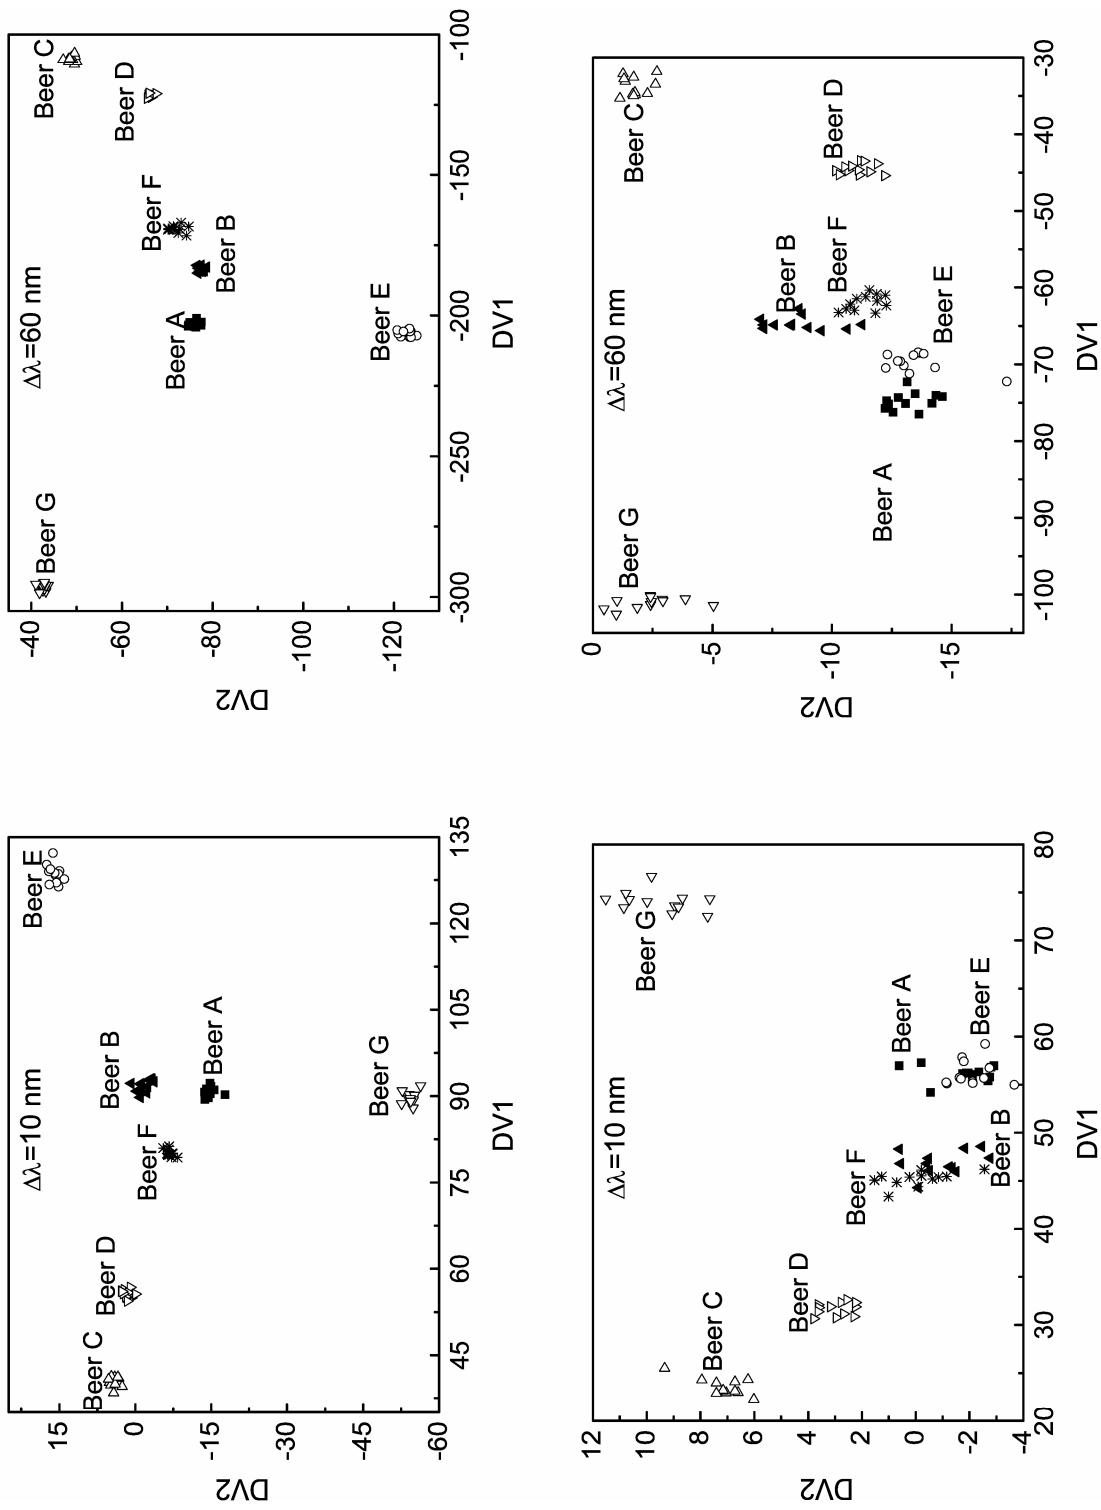 Δλ=10 nm
Beer C
Beer D
Beer F
Beer B
Beer A
Beer G
Beer E
15
0
-15
-30
-45
-60
DV2
45
60
75
90
105
120
135
DV1
Δλ=60 nm
Beer G
Beer A
Beer B
Beer F
Beer D
Beer C
Beer E
-40
-60
-80
-100
-120
DV2
-300
-250
-200
-150
-100
DV1
Δλ=10 nm
Beer C
Beer D
Beer F
Beer B
Beer A
Beer E
Beer G
12
10
8
6
4
2
0
-2
-4
DV2
20
30
40
50
60
70
80
DV1
Δλ=60 nm
Beer G
Beer A
Beer B
Beer F
Beer E
Beer D
Beer C
0
-5
-10
-15
DV2
-100
-90
-80
-70
-60
-50
-40
-30
DV1